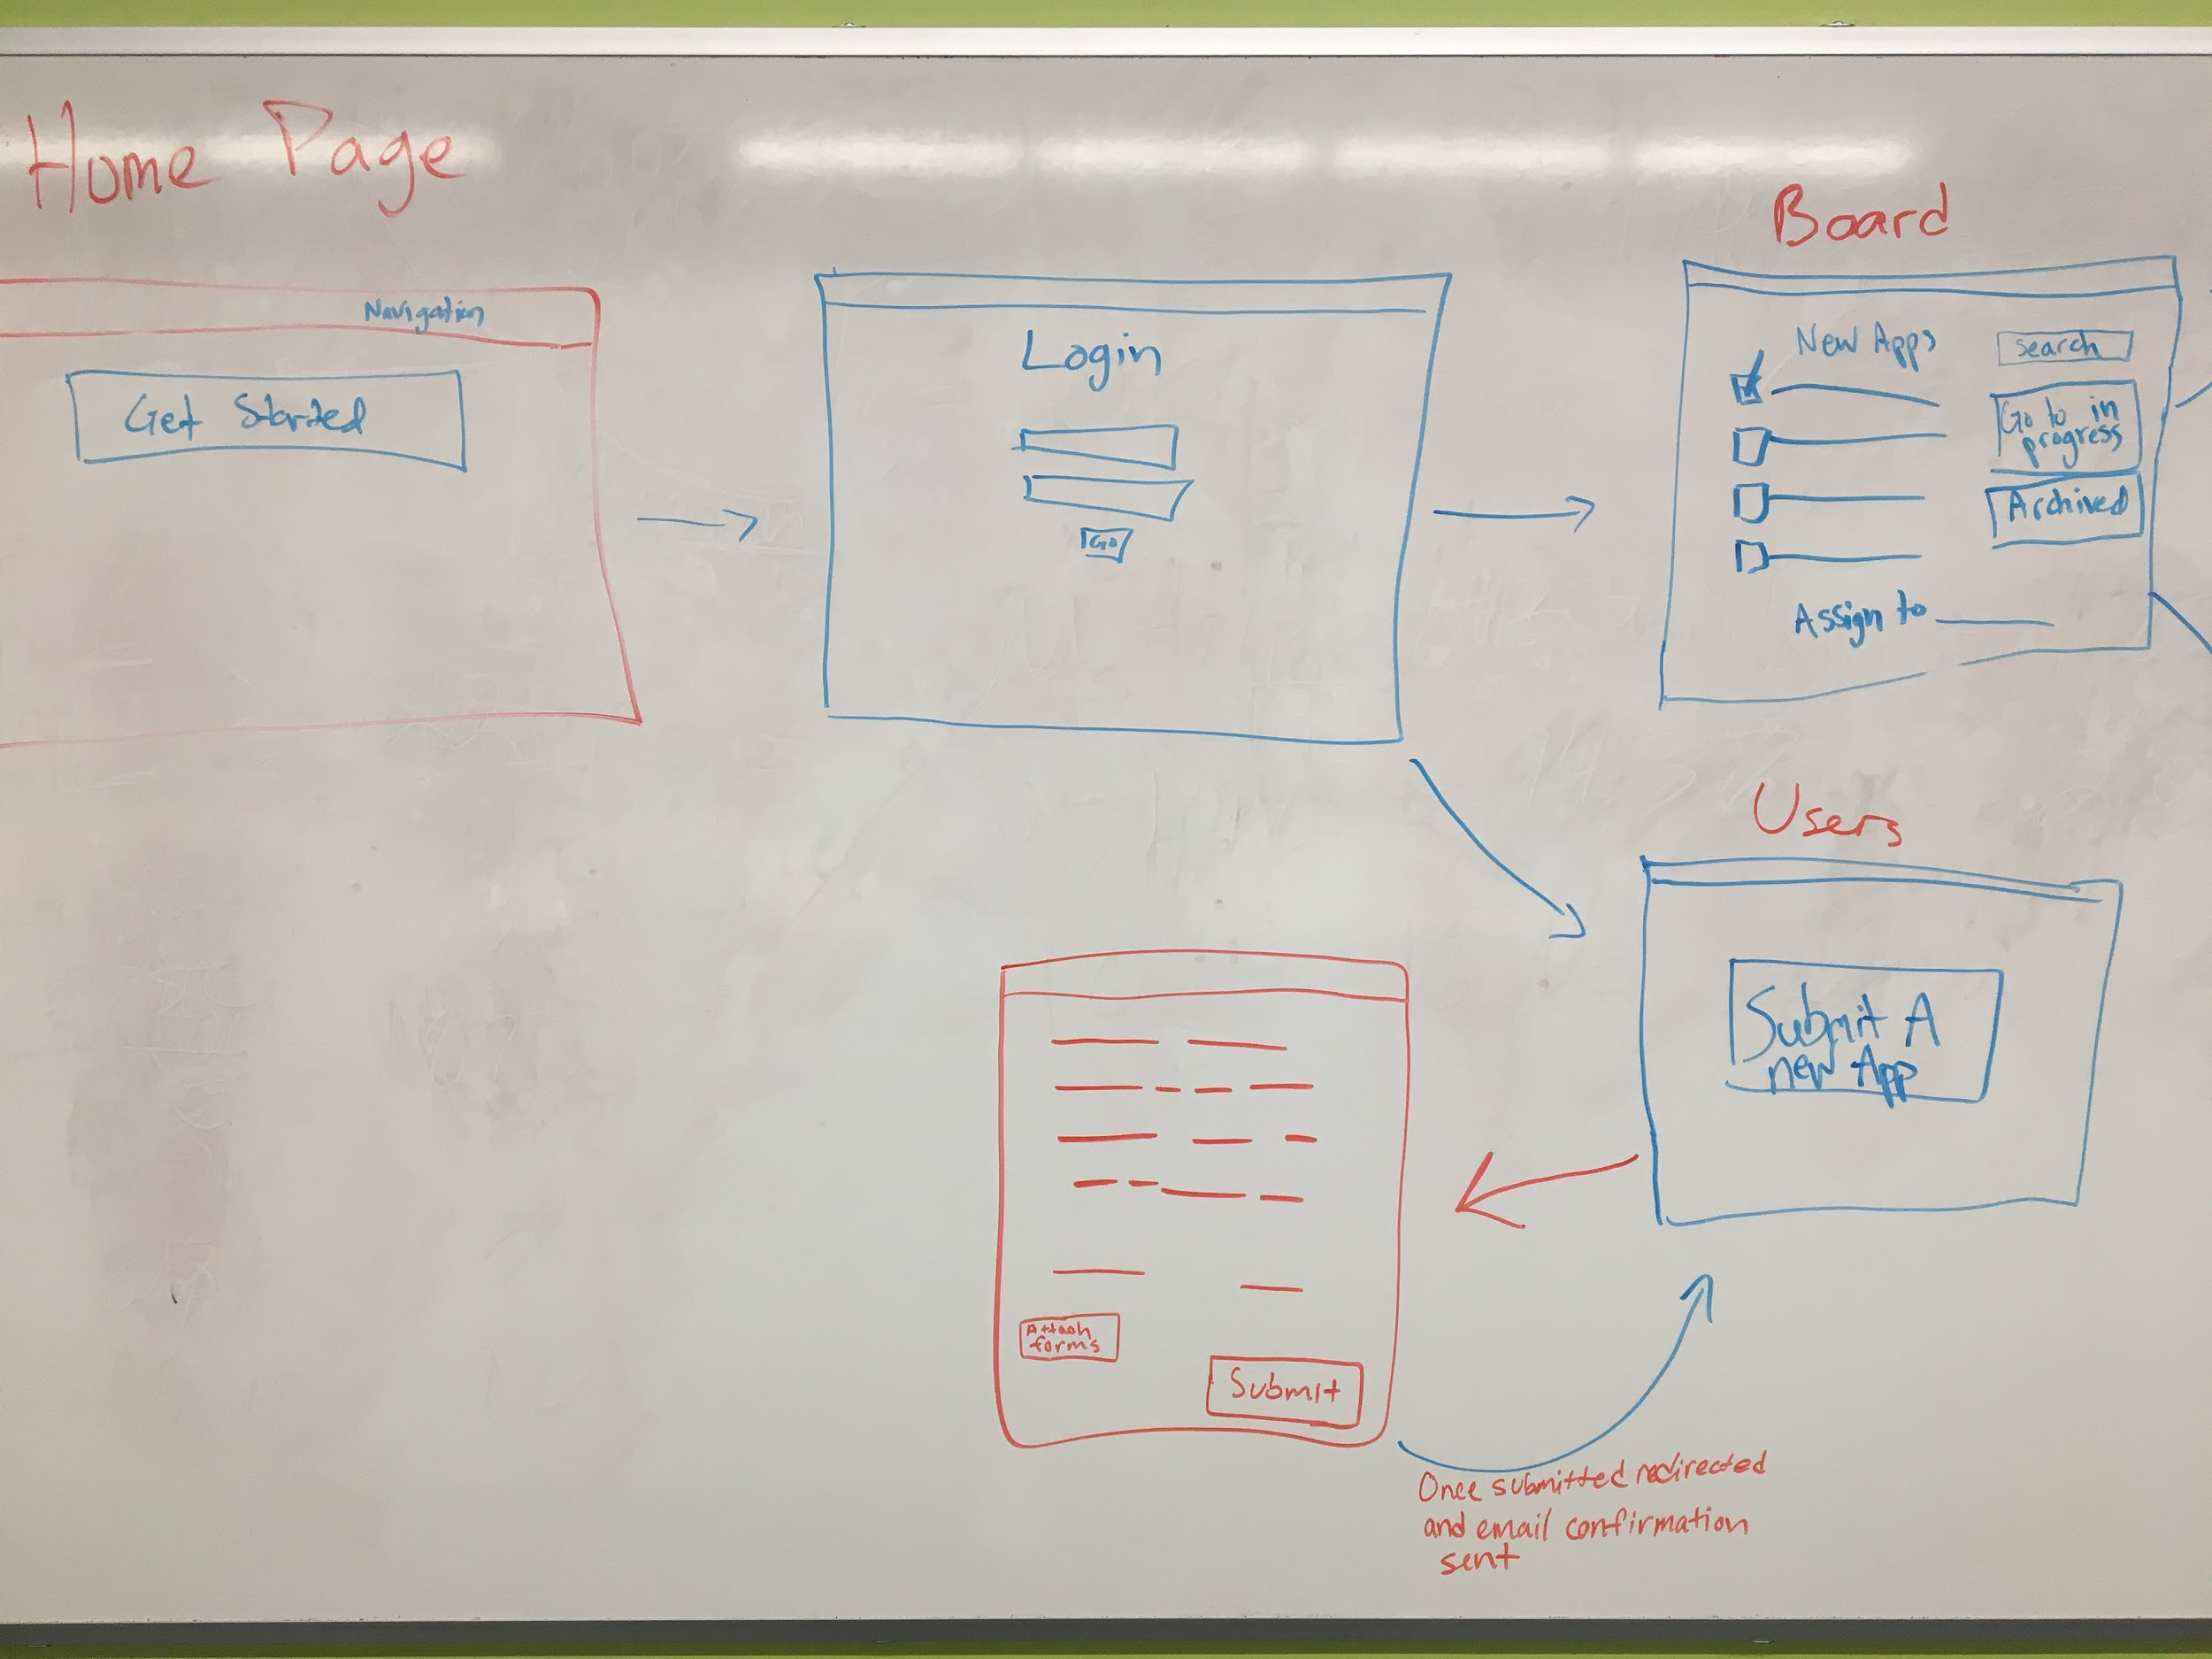 Home Page
Navigation
Get Started
Login
Go
Board
New Apps
search
Go to in
progress
Archived
Assign to
Users
Submit A
new App
Attach
forms
Submit
Once submitted redirected
and email confirmation
sent